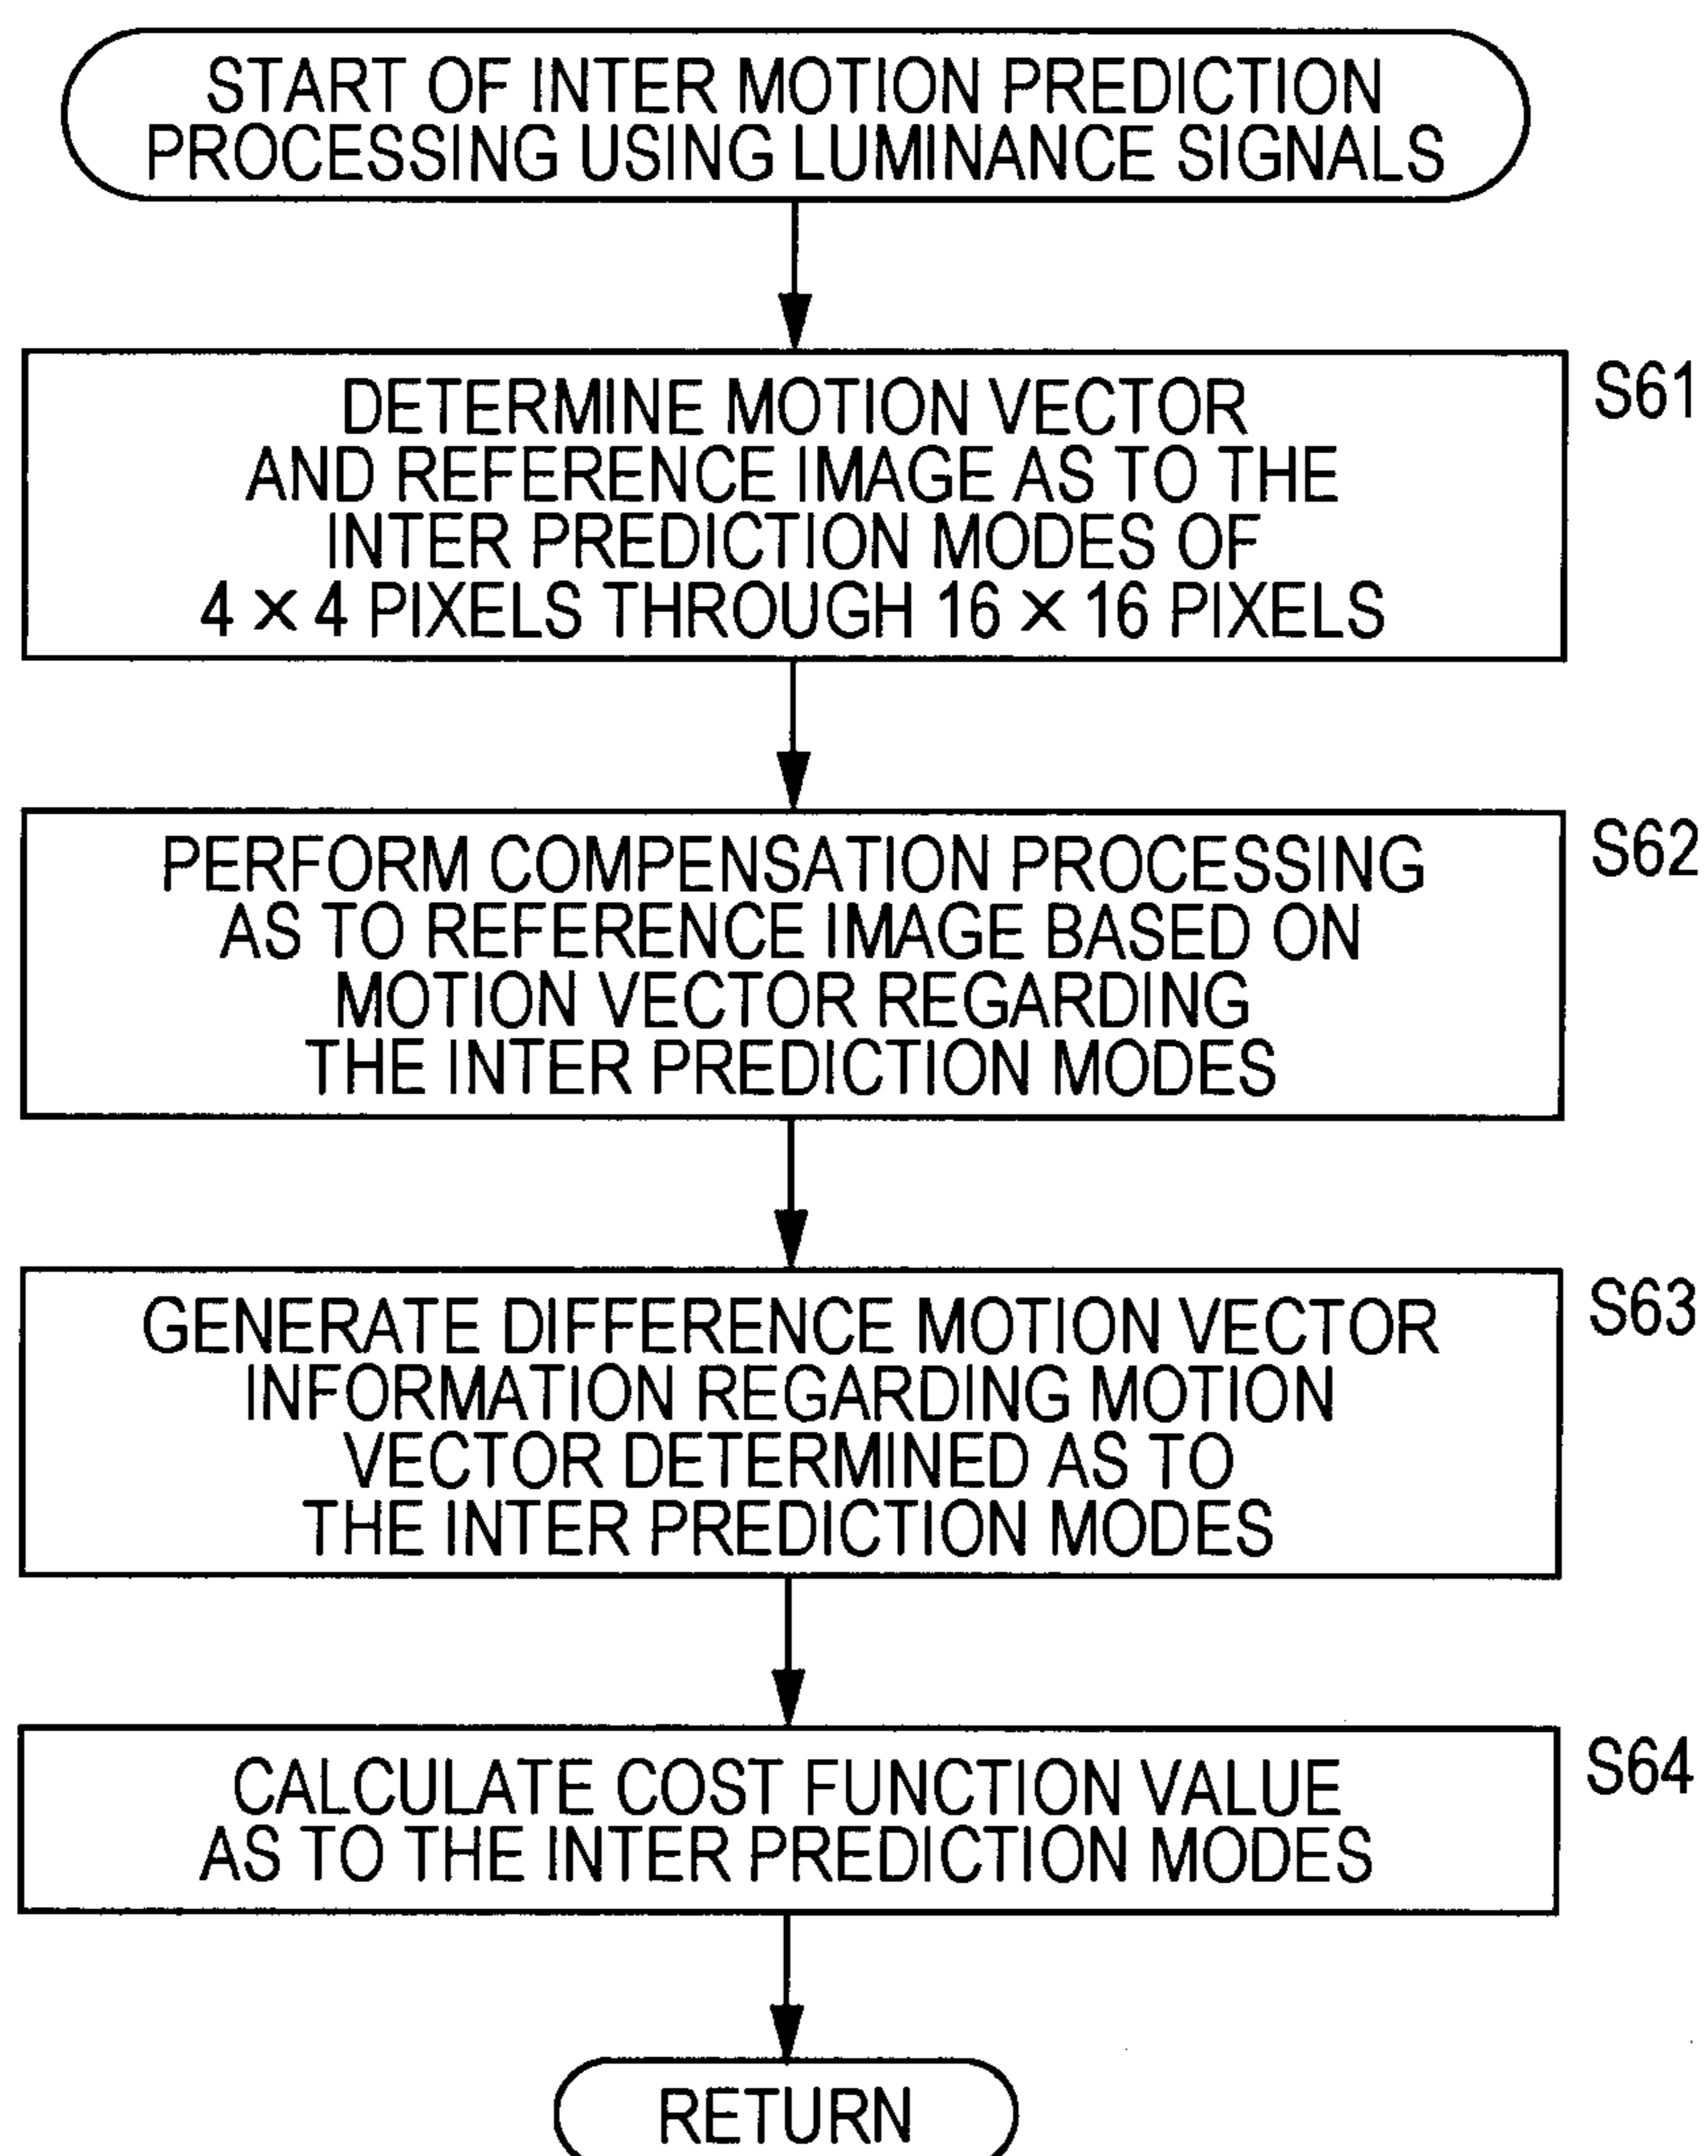 START OF INTER MOTION PREDICTION
PROCESSING USING LUMINANCE SIGNALS
S61
DETERMINE MOTION VECTOR
AND REFERENCE IMAGE AS TO THE
INTER PREDICTION MODES OF
4 × 4 PIXELS THROUGH 16 × 16 PIXELS
S62
PERFORM COMPENSATION PROCESSING
AS TO REFERENCE IMAGE BASED ON
MOTION VECTOR REGARDING
THE INTER PREDICTION MODES
S63
GENERATE DIFFERENCE MOTION VECTOR
INFORMATION REGARDING MOTION
VECTOR DETERMINED AS TO
THE INTER PREDICTION MODES
S64
CALCULATE COST FUNCTION VALUE
AS TO THE INTER PREDICTION MODES
RETURN